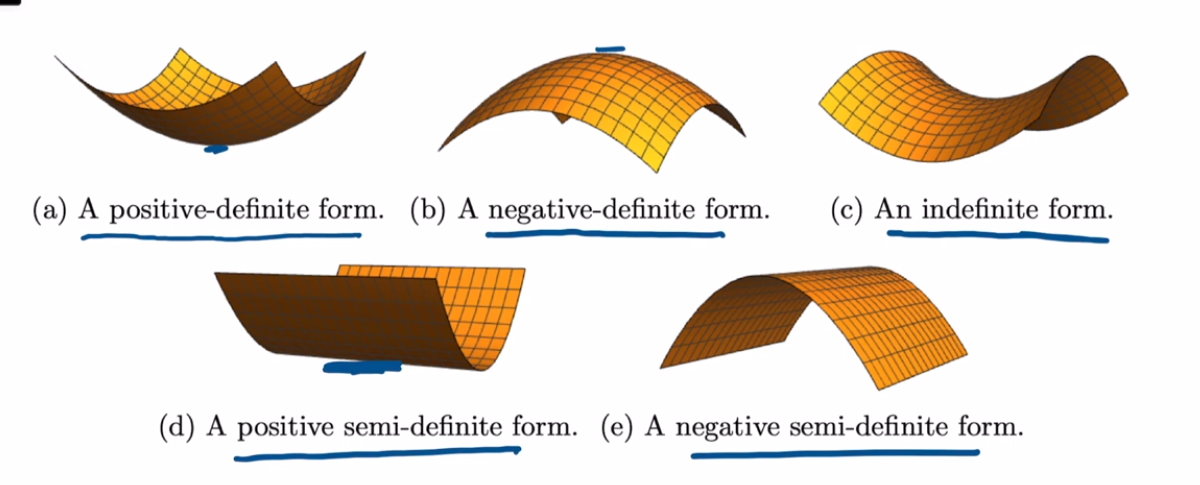 (a) A positive-definite form. (b) A negative-definite form. (c) An indefinite form.
(d) A positive semi-definite form. (e) A negative semi-definite form.